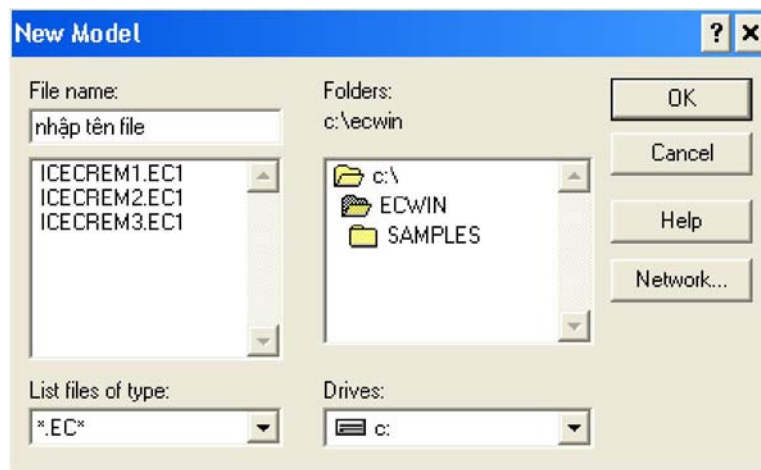 New Model
File name:
nhập tên file
ICECREM1.EC1
ICECREM2.EC1
ICECREM3.EC1
List files of type:
*.EC*
Folders:
c:\ecwin
c:\
ECWIN
SAMPLES
Drives:
c:
OK
Cancel
Help
Network...